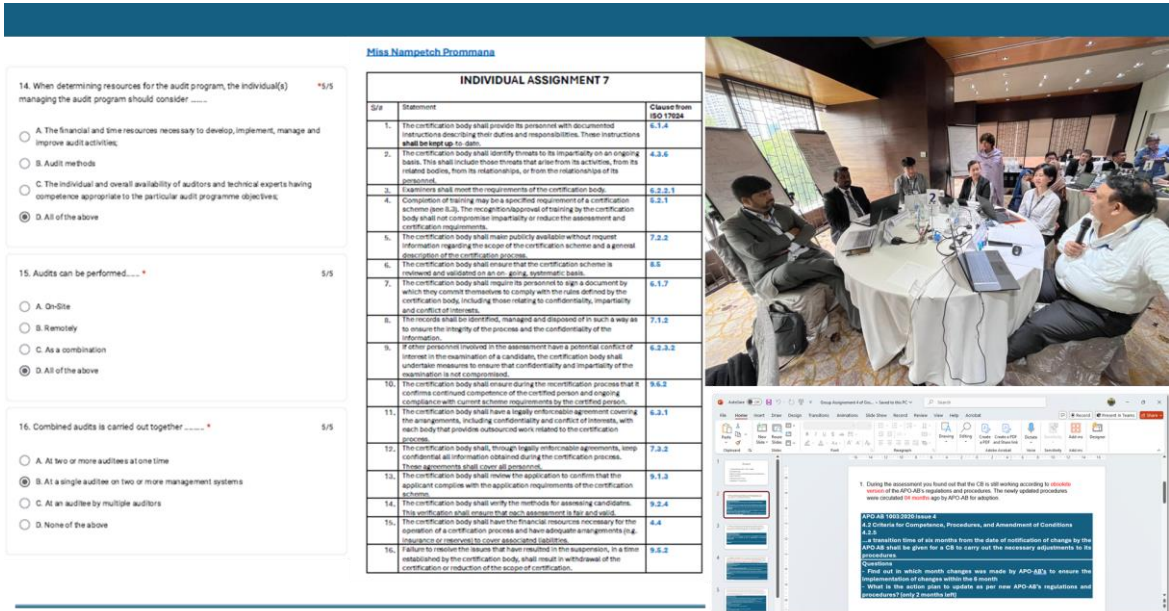 14. When determining resources for the audit program, the individual(s)
managing the audit program should consider ........
*5/5
A. The financial and time resources necessary to develop, implement, manage and
improve audit activities;
B. Audit methods
C. The individual and overall availability of auditors and technical experts having
competence appropriate to the particular audit programme objectives;
D. All of the above
15. Audits can be performed...... *
5/5
A. On-Site
B. Remotely
C. As a combination
D. All of the above
16. Combined audits is carried out together ......... *
5/5
A. At two or more auditees at one time
B. At a single auditee on two or more management systems
C. At an auditee by multiple auditors
D. None of the above
Miss Nampetch Prommana
INDIVIDUAL ASSIGNMENT 7
S/# Statement Clause from
ISO 17024
1. The certification body shall provide its personnel with documented 6.1.4
instructions describing their duties and responsibilities. These instructions
shall be kept up-to-date.
2. The certification body shall identify threats to its impartiality on an ongoing 4.3.6
basis. This shall include those threats that arise from its activities, from its
related bodies, from its relationships, or from the relationships of its
personnel.
3. Examiners shall meet the requirements of the certification body. 6.2.2.1
4. Completion of training may be a specified requirement of a certification 5.2.1
scheme (see 8.3). The recognition/approval of training by the certification
body shall not compromise impartiality or reduce the assessment and
certification requirements.
5. The certification body shall make publicly available without request 7.2.2
information regarding the scope of the certification scheme and a general
description of the certification process.
6. The certification body shall ensure that the certification scheme is 8.5
reviewed and validated on an on- going, systematic basis.
7. The certification body shall require its personnel to sign a document by 6.1.7
which they commit themselves to comply with the rules defined by the
certification body, including those relating to confidentiality, impartiality
and conflict of interests.
8. The records shall be identified, managed and disposed of in such a way as 7.1.2
to ensure the integrity of the process and the confidentiality of the
information.
9. If other personnel involved in the assessment have a potential conflict of 6.2.3.2
interest in the examination of a candidate, the certification body shall
undertake measures to ensure that confidentiality and impartiality of the
examination is not compromised.
10. The certification body shall ensure during the recertification process that it 9.6.2
confirms continued competence of the certified person and ongoing
compliance with current scheme requirements by the certified person.
11. The certification body shall have a legally enforceable agreement covering 6.3.1
the arrangements, including confidentiality and conflict of interests, with
each body that provides outsourced work related to the certification
process.
12. The certification body shall, through legally enforceable agreements, keep 7.3.2
confidential all information obtained during the certification process.
These agreements shall cover all personnel.
13. The certification body shall review the application to confirm that the 9.1.3
applicant complies with the application requirements of the certification
scheme.
14. The certification body shall verify the methods for assessing candidates. 9.2.4
This verification shall ensure that each assessment is fair and valid.
15. The certification body shall have the financial resources necessary for the 4.4
operation of a certification process and have adequate arrangements (e.g.
insurance or reserves) to cover associated liabilities.
16. Failure to resolve the issues that have resulted in the suspension, in a time 9.5.2
established by the certification body, shall result in withdrawal of the
certification or reduction of the scope of certification.
2
File Home Insert Draw Design Transitions Animations Slide Show Record Review View Help Acrobat
1. During the assessment you found out that the CB is still working according to obsolete
version of the APO-AB's regulations and procedures. The newly updated procedures
were circulated 04 months ago by APO-AB for adoption.
APO-AB 1003:2020 Issue 4
4.2 Criteria for Competence, Procedures, and Amendment of Conditions
4.2.5
...a transition time of six months from the date of notification of change by the
APO-AB shall be given for a CB to carry out the necessary adjustments to its
procedures
Questions
- Find out in which month changes was made by APO-AB's to ensure the
implementation of changes within the 6 month
- What is the action plan to update as per new APO-AB's regulations and
procedures? (only 2 months left)